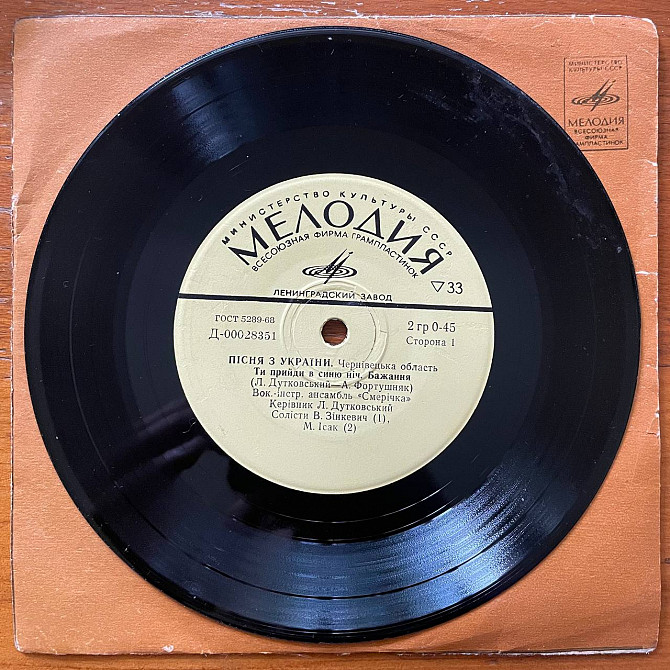 МИНИСТЕРСТВО
КУЛЬТУРЫ СССР
МЕЛОДИЯ
ВСЕСОЮЗНАЯ
ФИРМА
ГРАМПЛАСТИНОК
МИНИСТЕРСТВО КУЛЬТУРЫ СССР
МЕЛОДИЯ
ВСЕСОЮЗНАЯ ФИРМА ГРАМПЛАСТИНОК
ЛЕНИНГРАДСКИЙ ЗАВОД
▽33
ГОСТ 5289-68
Д-00028351
2 гр 0-45
Сторона 1
ПІСНЯ З УКРАЇНИ. Чернівецька область
Ти прийди в синю ніч. Бажання
(Л. Дутковський—А. Фортушняк)
Вок.-інстр. ансамбль «Смерічка»
Керівник Л. Дутковський
Солісти В. Зінкевич (1),
М. Ісак (2)